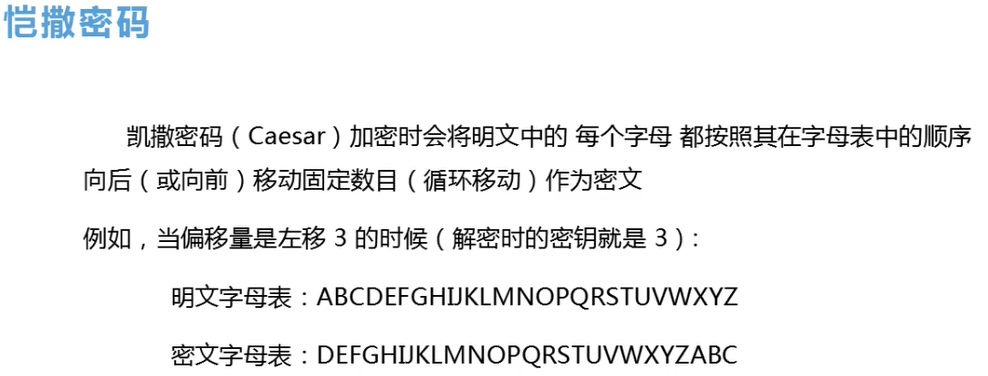 恺撒密码
凯撒密码（Caesar）加密时会将明文中的 每个字母 都按照其在字母表中的顺序
向后（或向前）移动固定数目（循环移动）作为密文
例如，当偏移量是左移 3 的时候（解密时的密钥就是 3）：
明文字母表：ABCDEFGHIJKLMNOPQRSTUVWXYZ
密文字母表：DEFGHIJKLMNOPQRSTUVWXYZABC